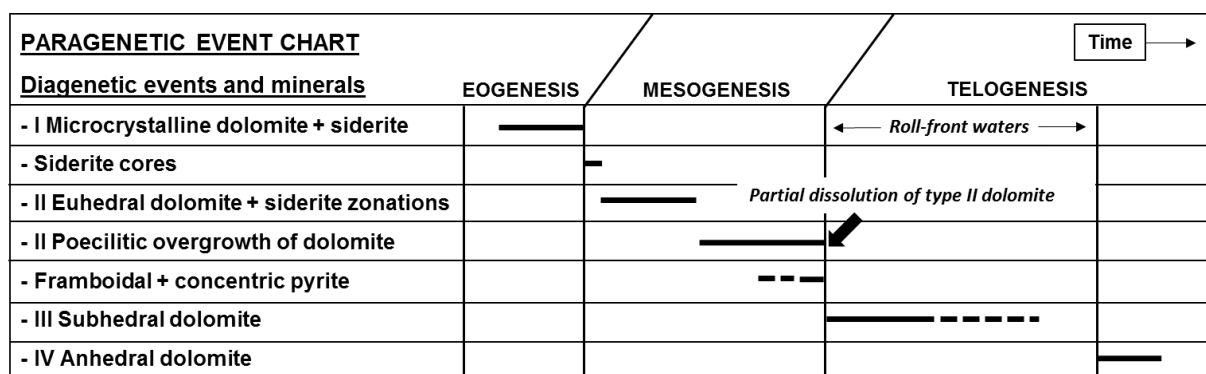 PARAGENETIC EVENT CHART
Time
Diagenetic events and minerals
EOGENESIS
MESOGENESIS
TELOGENESIS
- I Microcrystalline dolomite + siderite
Roll-front waters
- Siderite cores
- II Euhedral dolomite + siderite zonations
Partial dissolution of type II dolomite
- II Poecilitic overgrowth of dolomite
- Framboidal + concentric pyrite
- III Subhedral dolomite
- IV Anhedral dolomite